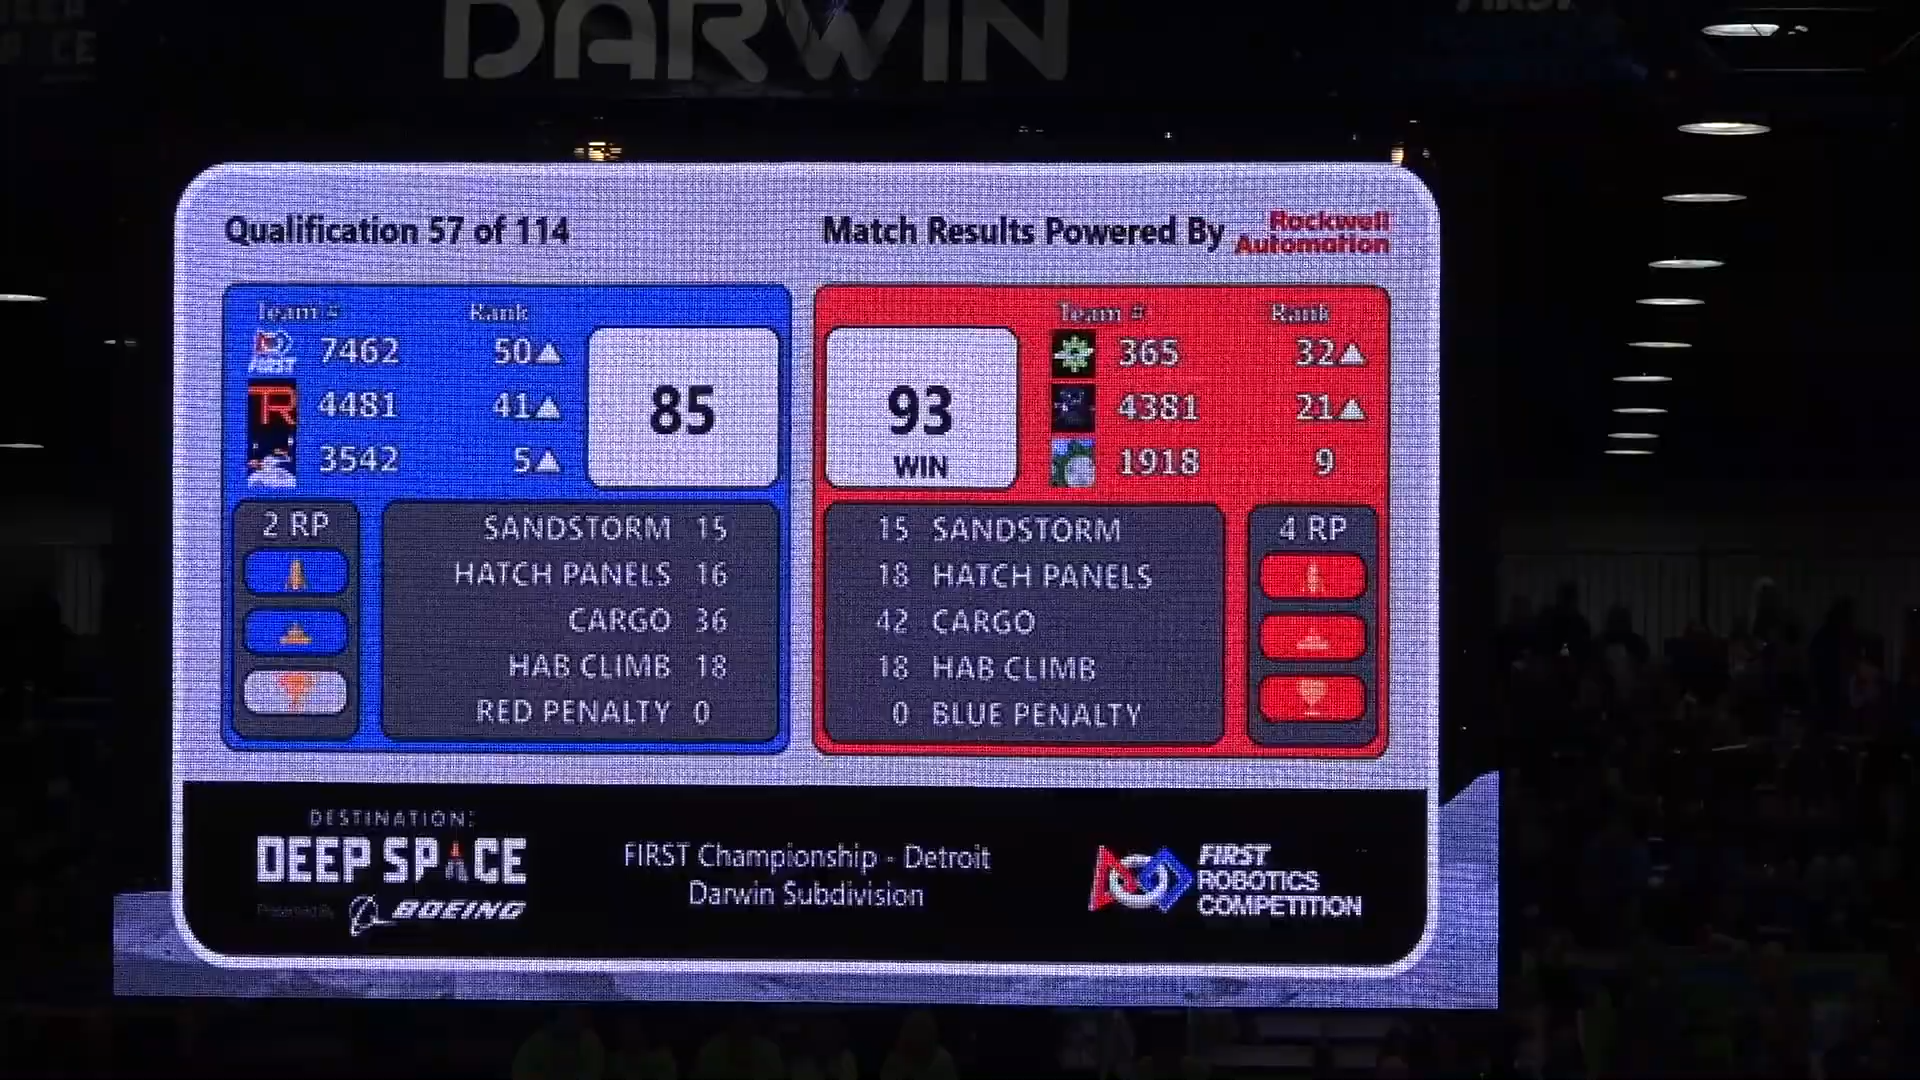 DARWIN
Qualification 57 of 114
Match Results Powered By Rockwell Automation
Team # Rank
7462 50▲
4481 41▲
3542 5▲
85
Team # Rank
365 32▲
4381 21▲
1918 9
93
WIN
2 RP
SANDSTORM 15
HATCH PANELS 16
CARGO 36
HAB CLIMB 18
RED PENALTY 0
15 SANDSTORM
18 HATCH PANELS
42 CARGO
18 HAB CLIMB
0 BLUE PENALTY
4 RP
DESTINATION:
DEEP SPACE
Presented By BOEING
FIRST Championship - Detroit
Darwin Subdivision
FIRST
ROBOTICS
COMPETITION